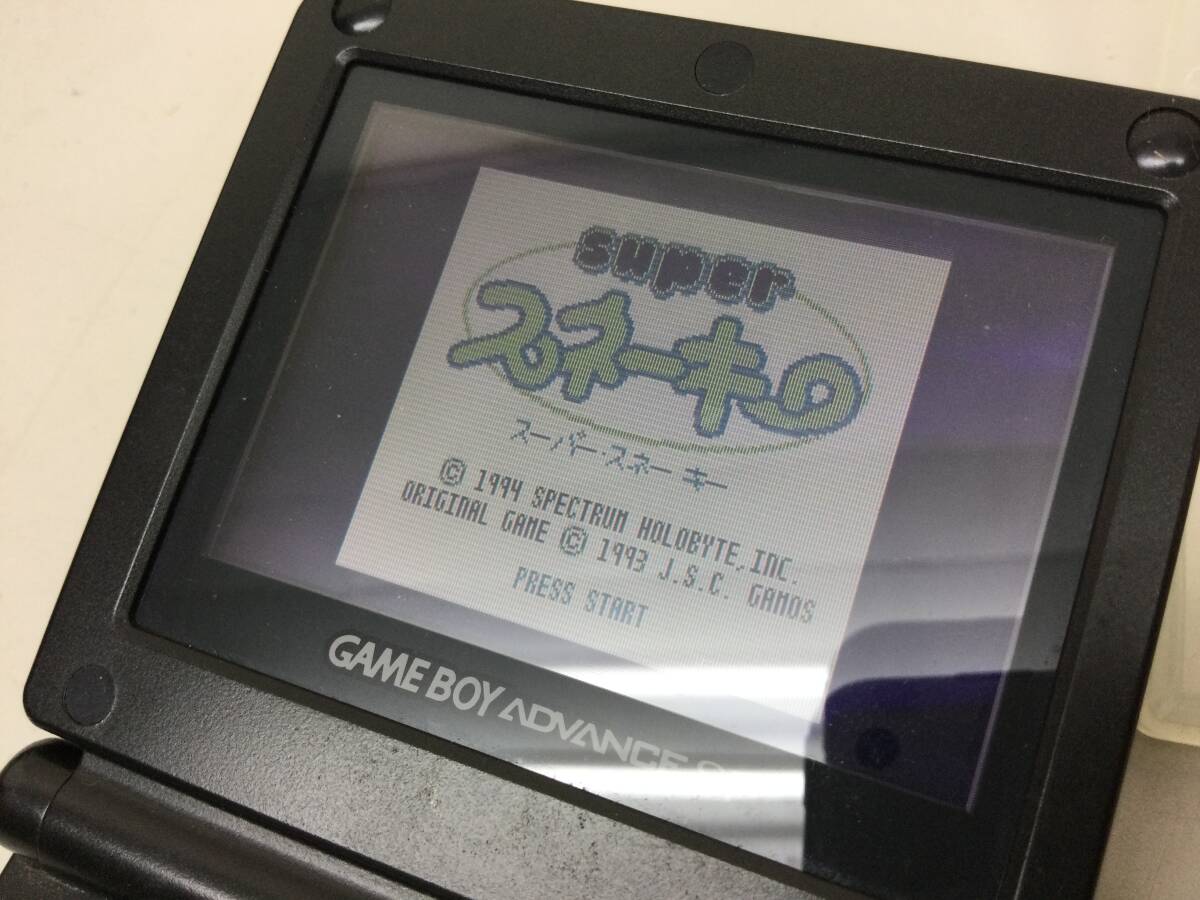 super
スネーキー
スーパー・スネーキー
© 1994 SPECTRUM HOLOBYTE, INC.
ORIGINAL GAME © 1993 J.S.C. GAMOS
PRESS START
GAME BOY ADVANCE